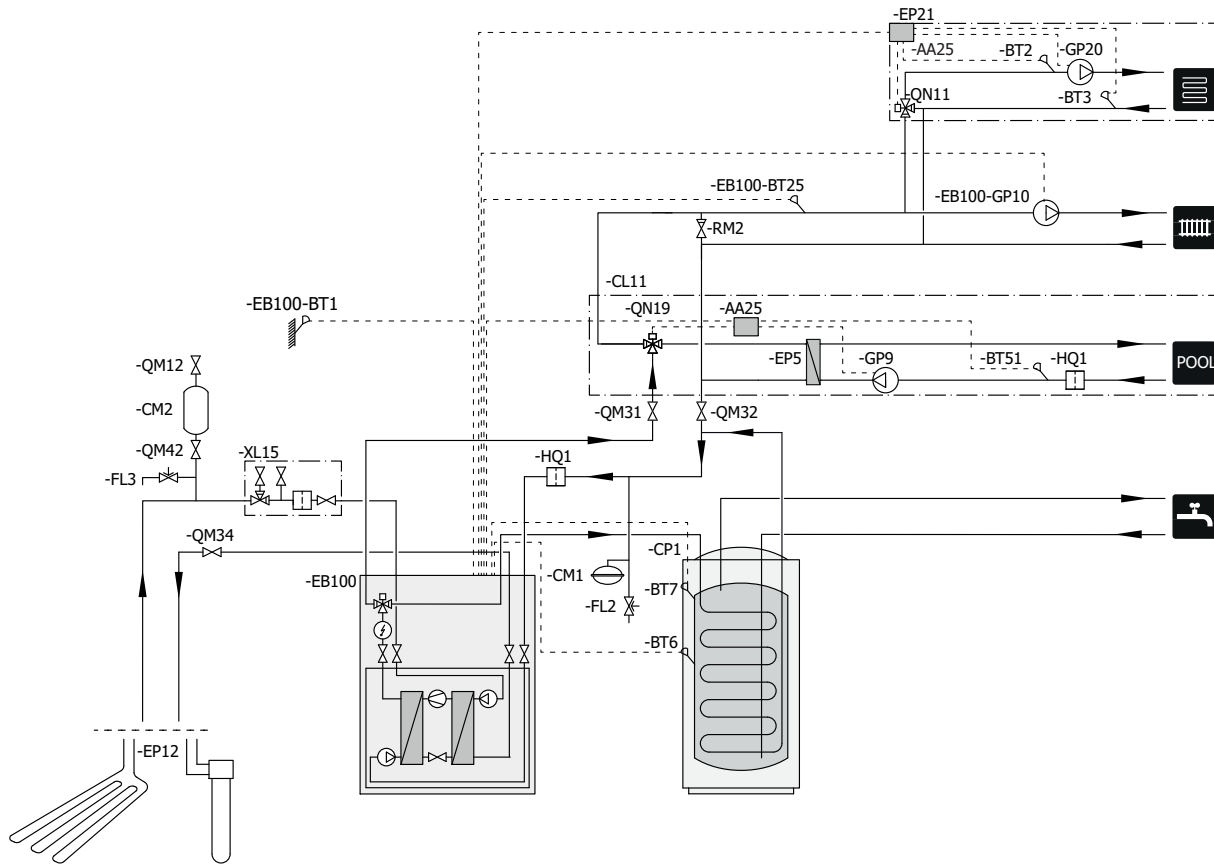 -EP21
-AA25
-BT2
-GP20
-QN11
-BT3
-EB100-BT25
-EB100-GP10
-RM2
-CL11
-EB100-BT1
-QN19
-AA25
-QM12
-EP5
-GP9
-BT51
-HQ1
POOL
-CM2
-QM31
-QM32
-QM42
-XL15
-HQ1
-FL3
-QM34
-CP1
-EB100
-CM1
-BT7
-FL2
-BT6
-EP12